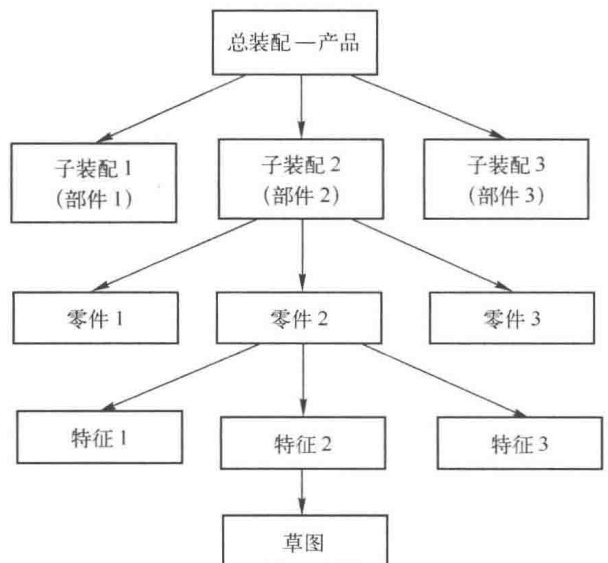 总装配—产品
子装配1
(部件1)
子装配2
(部件2)
子装配3
(部件3)
零件1
零件2
零件3
特征1
特征2
特征3
草图